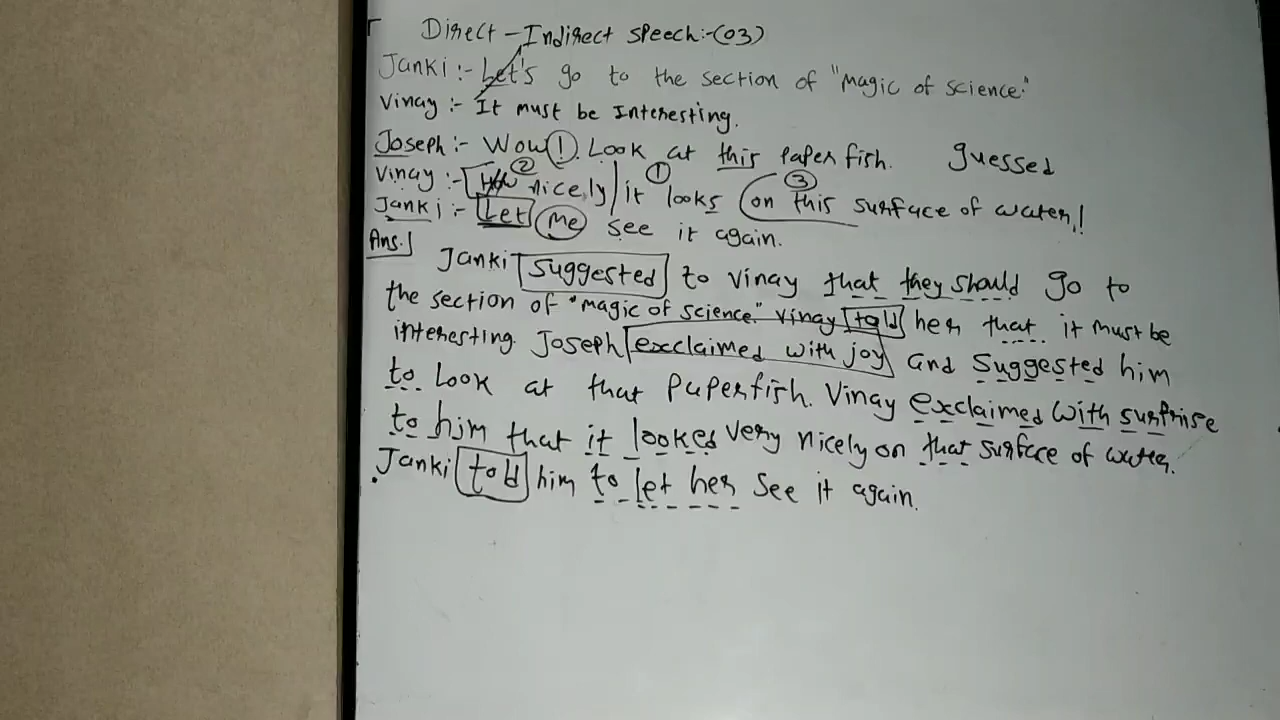 Direct - Indirect speech:-(03)
Janki :- Let's go to the section of "magic of science."
Vinay :- It must be Interesting.
Joseph:- Wow! Look at this paper fish. guessed
Vinay :- nicely / it looks on this surface of water!
Janki :- Let me see it again.
Ans.] Janki suggested to Vinay that they should go to
the section of "magic of science." Vinay told her that it must be
interesting. Joseph exclaimed with joy and suggested him
to Look at that paperfish. Vinay exclaimed with surprise
to him that it looked very nicely on that surface of water.
Janki told him to let her see it again.